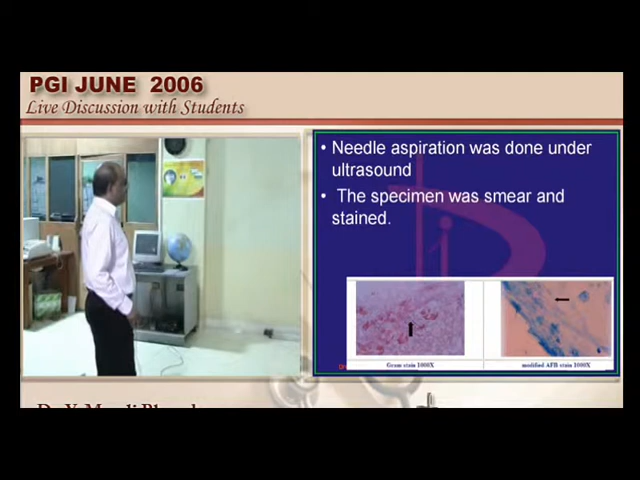 PGI JUNE 2006
Live Discussion with Students
• Needle aspiration was done under
ultrasound
• The specimen was smear and
stained.
Gram stain 1000X
modified AFB stain 1000X